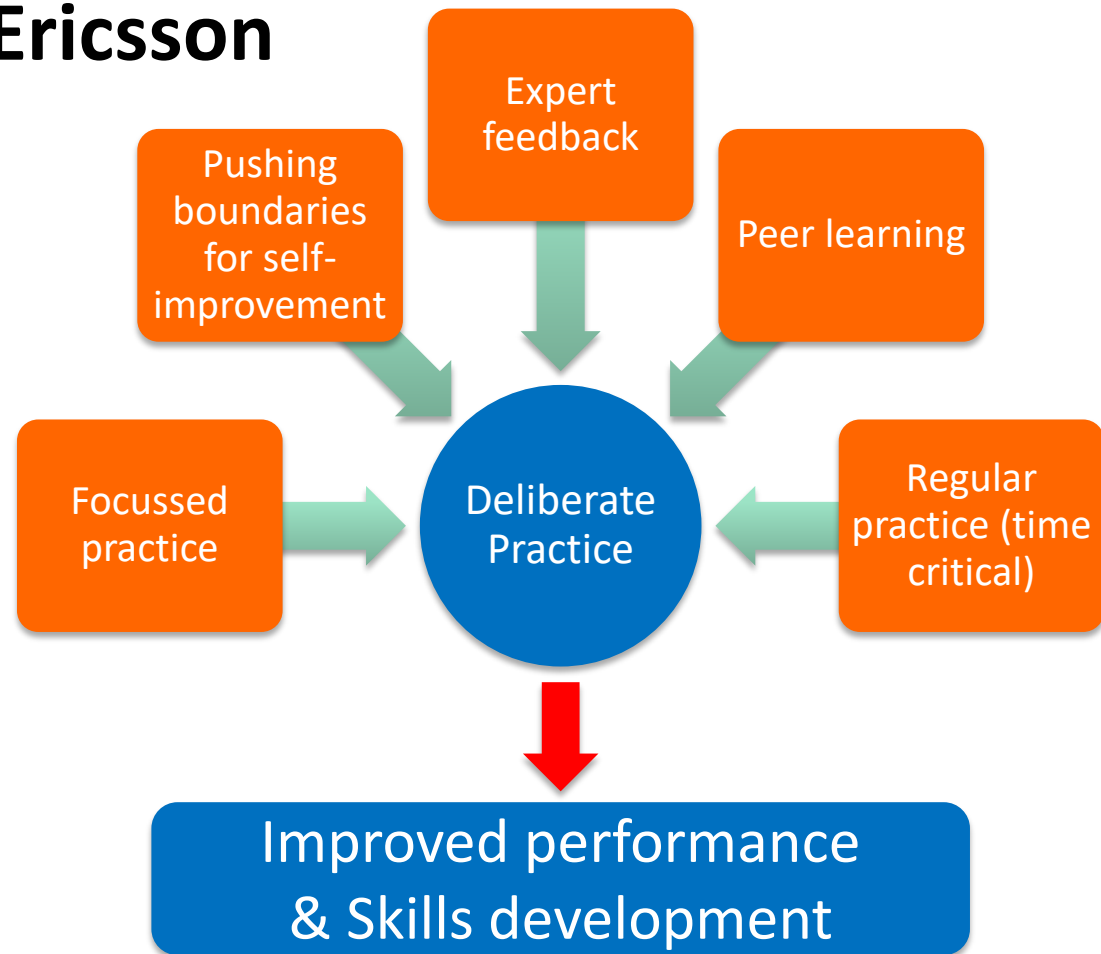 Ericsson
Expert
feedback
Pushing
boundaries
for self-
improvement
Peer learning
Focussed
practice
Deliberate
Practice
Regular
practice (time
critical)
Improved performance
& Skills development